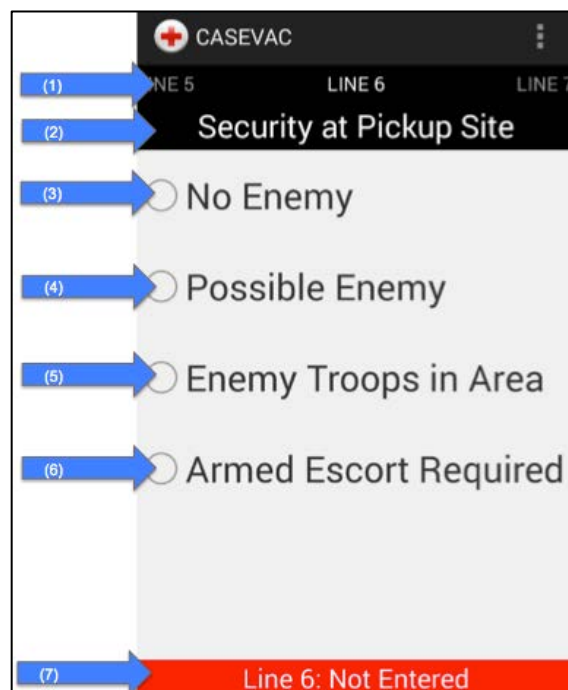 CASEVAC
(1) NE 5 LINE 6 LINE 7
(2) Security at Pickup Site
(3) No Enemy
(4) Possible Enemy
(5) Enemy Troops in Area
(6) Armed Escort Required
(7) Line 6: Not Entered